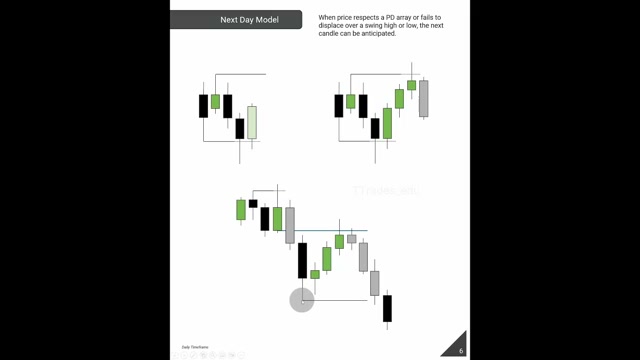 Next Day Model
When price respects a PD array or fails to
displace over a swing high or low, the next
candle can be anticipated.
Daily Timeframe
6